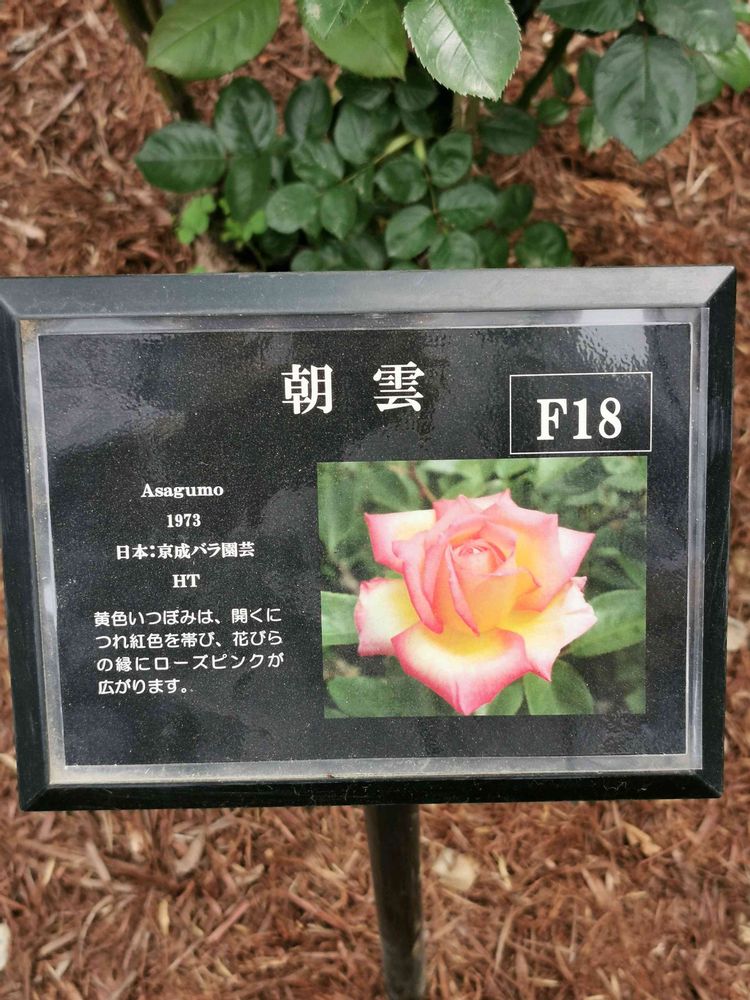 朝雲
F18
Asagumo
1973
日本：京成バラ園芸
HT
黄色いつぼみは、開くに
つれ紅色を帯び、花びら
の縁にローズピンクが
広がります。